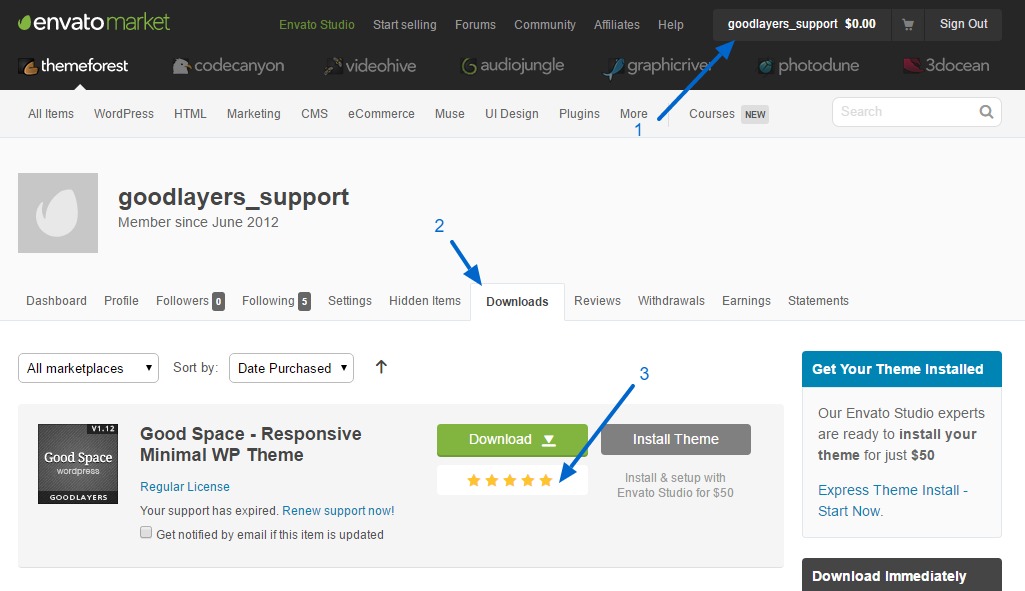 envatomarket
Envato Studio Start selling Forums Community Affiliates Help
goodlayers_support $0.00
Sign Out
themeforest codecanyon videohive audiojungle graphicriver photodune 3docean
All Items WordPress HTML Marketing CMS eCommerce Muse UI Design Plugins More Courses NEW
Search
1
goodlayers_support
Member since June 2012
2
Dashboard Profile Followers 0 Following 5 Settings Hidden Items Downloads Reviews Withdrawals Earnings Statements
All marketplaces Sort by: Date Purchased
3
V1.12
Good Space
wordpress
GOODLAYERS
Good Space - Responsive
Minimal WP Theme
Regular License
Your support has expired. Renew support now!
Get notified by email if this item is updated
Download
Install Theme
Install & setup with
Envato Studio for $50
Get Your Theme Installed
Our Envato Studio experts
are ready to install your
theme for just $50
Express Theme Install -
Start Now.
Download Immediately